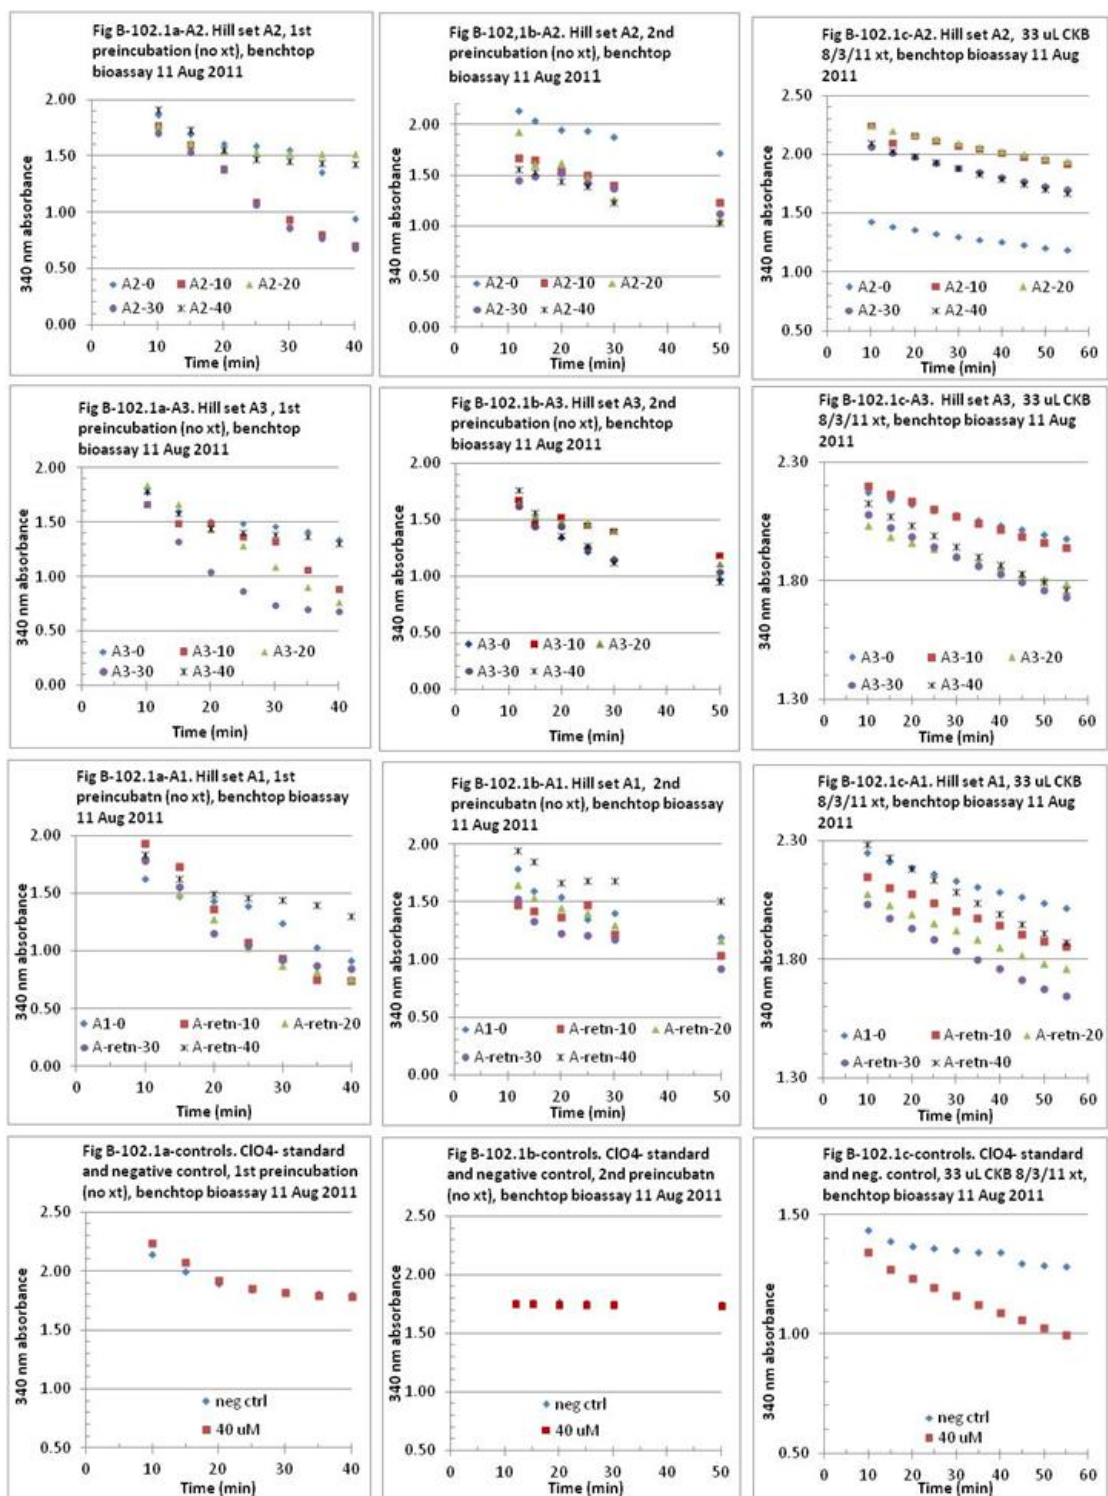 Fig B-102.1a-A2. Hill set A2, 1st
preincubation (no xt), benchtop
bioassay 11 Aug 2011
340 nm absorbance
2.00
1.50
1.00
0.50
0.00
A2-0 A2-10 A2-20
A2-30 A2-40
0 10 20 30 40
Time (min)
Fig B-102,1b-A2. Hill set A2, 2nd
preincubation (no xt), benchtop
bioassay 11 Aug 2011
340 nm absorbance
2.00
1.50
1.00
0.50
0.00
A2-0 A2-10 A2-20
A2-30 A2-40
0 10 20 30 40 50
Time (min)
Fig B-102.1c-A2. Hill set A2, 33 uL CKB
8/3/11 xt, benchtop bioassay 11 Aug
2011
340 nm absorbance
2.50
2.00
1.50
1.00
0.50
A2-0 A2-10 A2-20
A2-30 A2-40
0 10 20 30 40 50 60
Time (min)
Fig B-102.1a-A3. Hill set A3 , 1st
preincubation (no xt), benchtop
bioassay 11 Aug 2011
340 nm absorbance
2.00
1.50
1.00
0.50
0.00
A3-0 A3-10 A3-20
A3-30 A3-40
0 10 20 30 40
Time (min)
Fig B-102.1b-A3. Hill set A3, 2nd
preincubation (no xt), benchtop
bioassay 11 Aug 2011
340 nm absorbance
2.00
1.50
1.00
0.50
0.00
A3-0 A3-10 A3-20
A3-30 A3-40
0 10 20 30 40 50
Time (min)
Fig B-102.1c-A3. Hill set A3, 33 uL CKB
8/3/11 xt, benchtop bioassay 11 Aug
2011
340 nm absorbance
2.30
1.80
1.30
A3-0 A3-10 A3-20
A3-30 A3-40
0 10 20 30 40 50 60
Time (min)
Fig B-102.1a-A1. Hill set A1, 1st
preincubatn (no xt), benchtop bioassay
11 Aug 2011
340 nm absorbance
2.00
1.50
1.00
0.50
0.00
A1-0 A-retn-10 A-retn-20
A-retn-30 A-retn-40
0 10 20 30 40
Time (min)
Fig B-102.1b-A1. Hill set A1, 2nd
preincubatn (no xt), benchtop bioassay
11 Aug 2011
340 nm absorbance
2.00
1.50
1.00
0.50
0.00
A1-0 A-retn-10 A-retn-20
A-retn-30 A-retn-40
0 10 20 30 40 50
Time (min)
Fig B-102.1c-A1. Hill set A1, 33 uL CKB
8/3/11 xt, benchtop bioassay 11 Aug
2011
340 nm absorbance
2.30
1.80
1.30
A1-0 A-retn-10 A-retn-20
A-retn-30 A-retn-40
0 10 20 30 40 50 60
Time (min)
Fig B-102.1a-controls. ClO4- standard
and negative control, 1st preincubation
(no xt), benchtop bioassay 11 Aug 2011
340 nm absorbance
2.50
2.00
1.50
1.00
0.50
neg ctrl
40 uM
0 10 20 30 40
Time (min)
Fig B-102.1b-controls. ClO4- standard
and negative control, 2nd preincubatn
(no xt), benchtop bioassay 11 Aug 2011
340 nm absorbance
2.50
2.00
1.50
1.00
0.50
neg ctrl
40 uM
0 10 20 30 40 50
Time (min)
Fig B-102.1c-controls. ClO4- standard
and neg. control, 33 uL CKB 8/3/11 xt,
benchtop bioassay 11 Aug 2011
340 nm absorbance
1.50
1.00
0.50
neg ctrl
40 uM
0 10 20 30 40 50 60
Time (min)